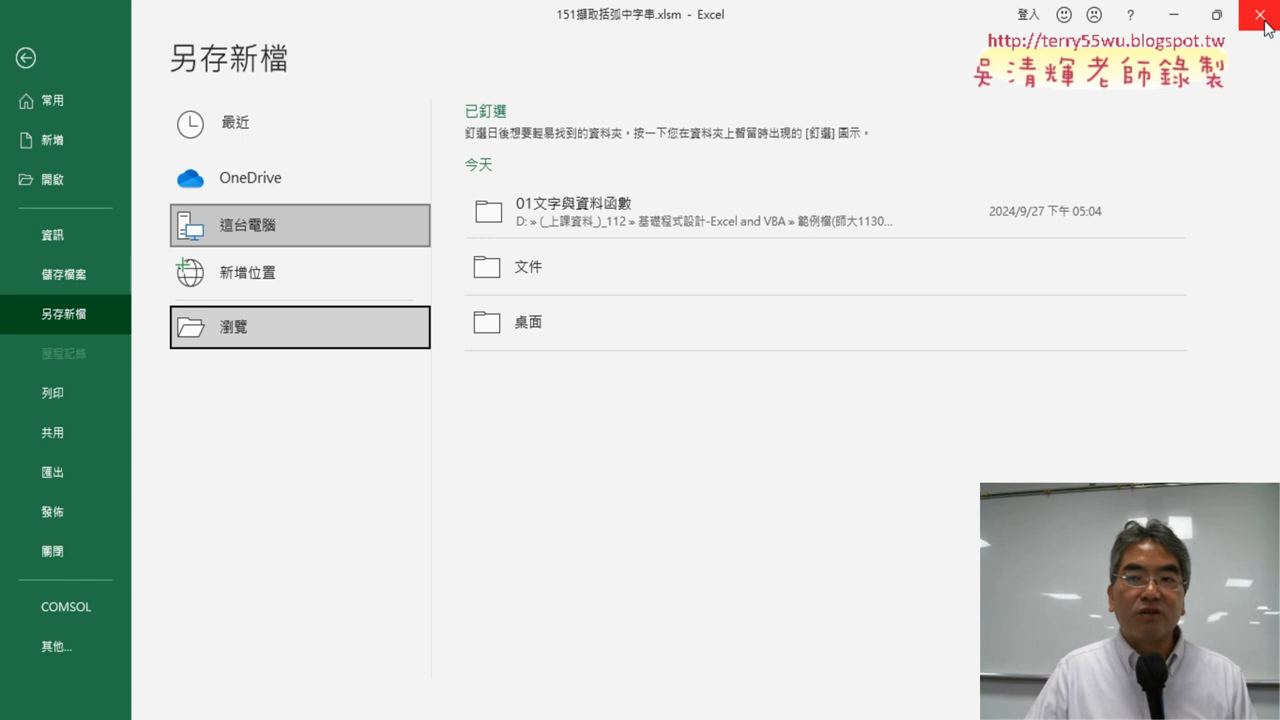 151擷取括弧中字串.xlsm - Excel
登入
?
http://terry55wu.blogspot.tw
吳清輝老師錄製
另存新檔
常用
新增
開啟
資訊
儲存檔案
另存新檔
歷程記錄
列印
共用
匯出
發佈
關閉
COMSOL
其他...
最近
OneDrive
這台電腦
新增位置
瀏覽
已釘選
釘選日後想要輕易找到的資料夾。按一下您在資料夾上暫留時出現的 [釘選] 圖示。
今天
01文字與資料函數
D: » (_上課資料_)_112 » 基礎程式設計-Excel and VBA » 範例檔(師大1130...
2024/9/27 下午 05:04
文件
桌面